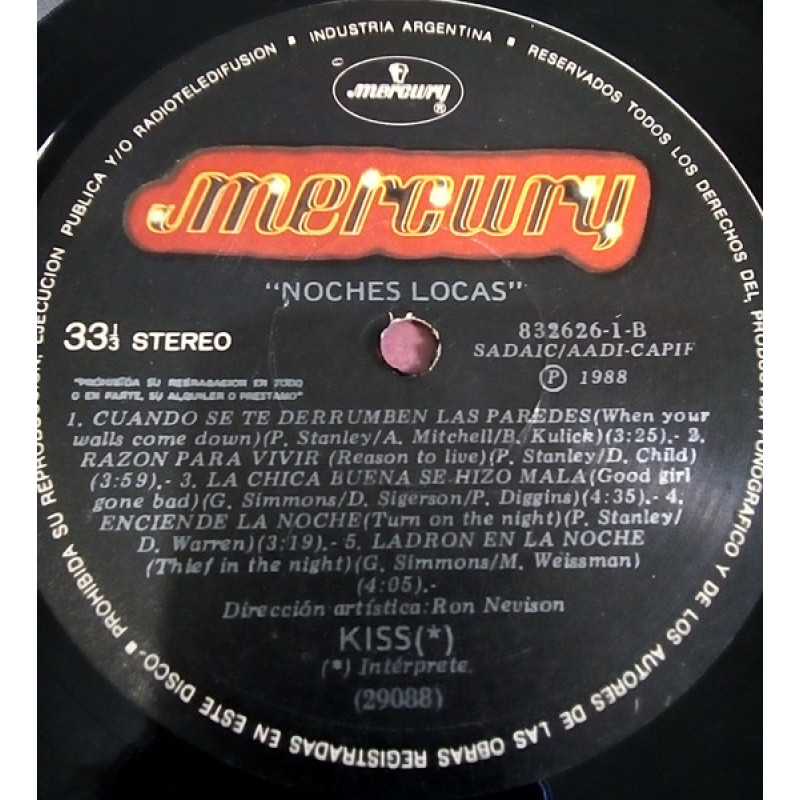 PROHIBIDA SU REPRODUCCION, EJECUCION PUBLICA Y/O RADIOTELEDIFUSION ▪ INDUSTRIA ARGENTINA ▪ RESERVADOS TODOS LOS DERECHOS DEL PRODUCTOR FONOGRAFICO Y DE LOS AUTORES DE LAS OBRAS REGISTRADAS EN ESTE DISCO- ▪
mercury®
mercury
"NOCHES LOCAS"
33⅓ STEREO
832626-1-B
SADAIC/AADI-CAPIF
Ⓟ 1988
"PROHIBIDA SU REGRABACION EN TODO
O EN PARTE, SU ALQUILER O PRESTAMO"
1. CUANDO SE TE DERRUMBEN LAS PAREDES(When your
walls come down)(P. Stanley/A. Mitchell/B. Kulick)(3:25).- 2.
RAZON PARA VIVIR (Reason to live)(P. Stanley/D. Child)
(3:59).- 3. LA CHICA BUENA SE HIZO MALA(Good girl
gone bad)(G. Simmons/D. Sigerson/P. Diggins)(4:35).- 4.
ENCIENDE LA NOCHE(Turn on the night)(P. Stanley/
D. Warren)(3:19).- 5. LADRON EN LA NOCHE
(Thief in the night)(G. Simmons/M. Weissman)
(4:05).-
Dirección artística: Ron Nevison
KISS(*)
(*) Intérprete.
(29088)